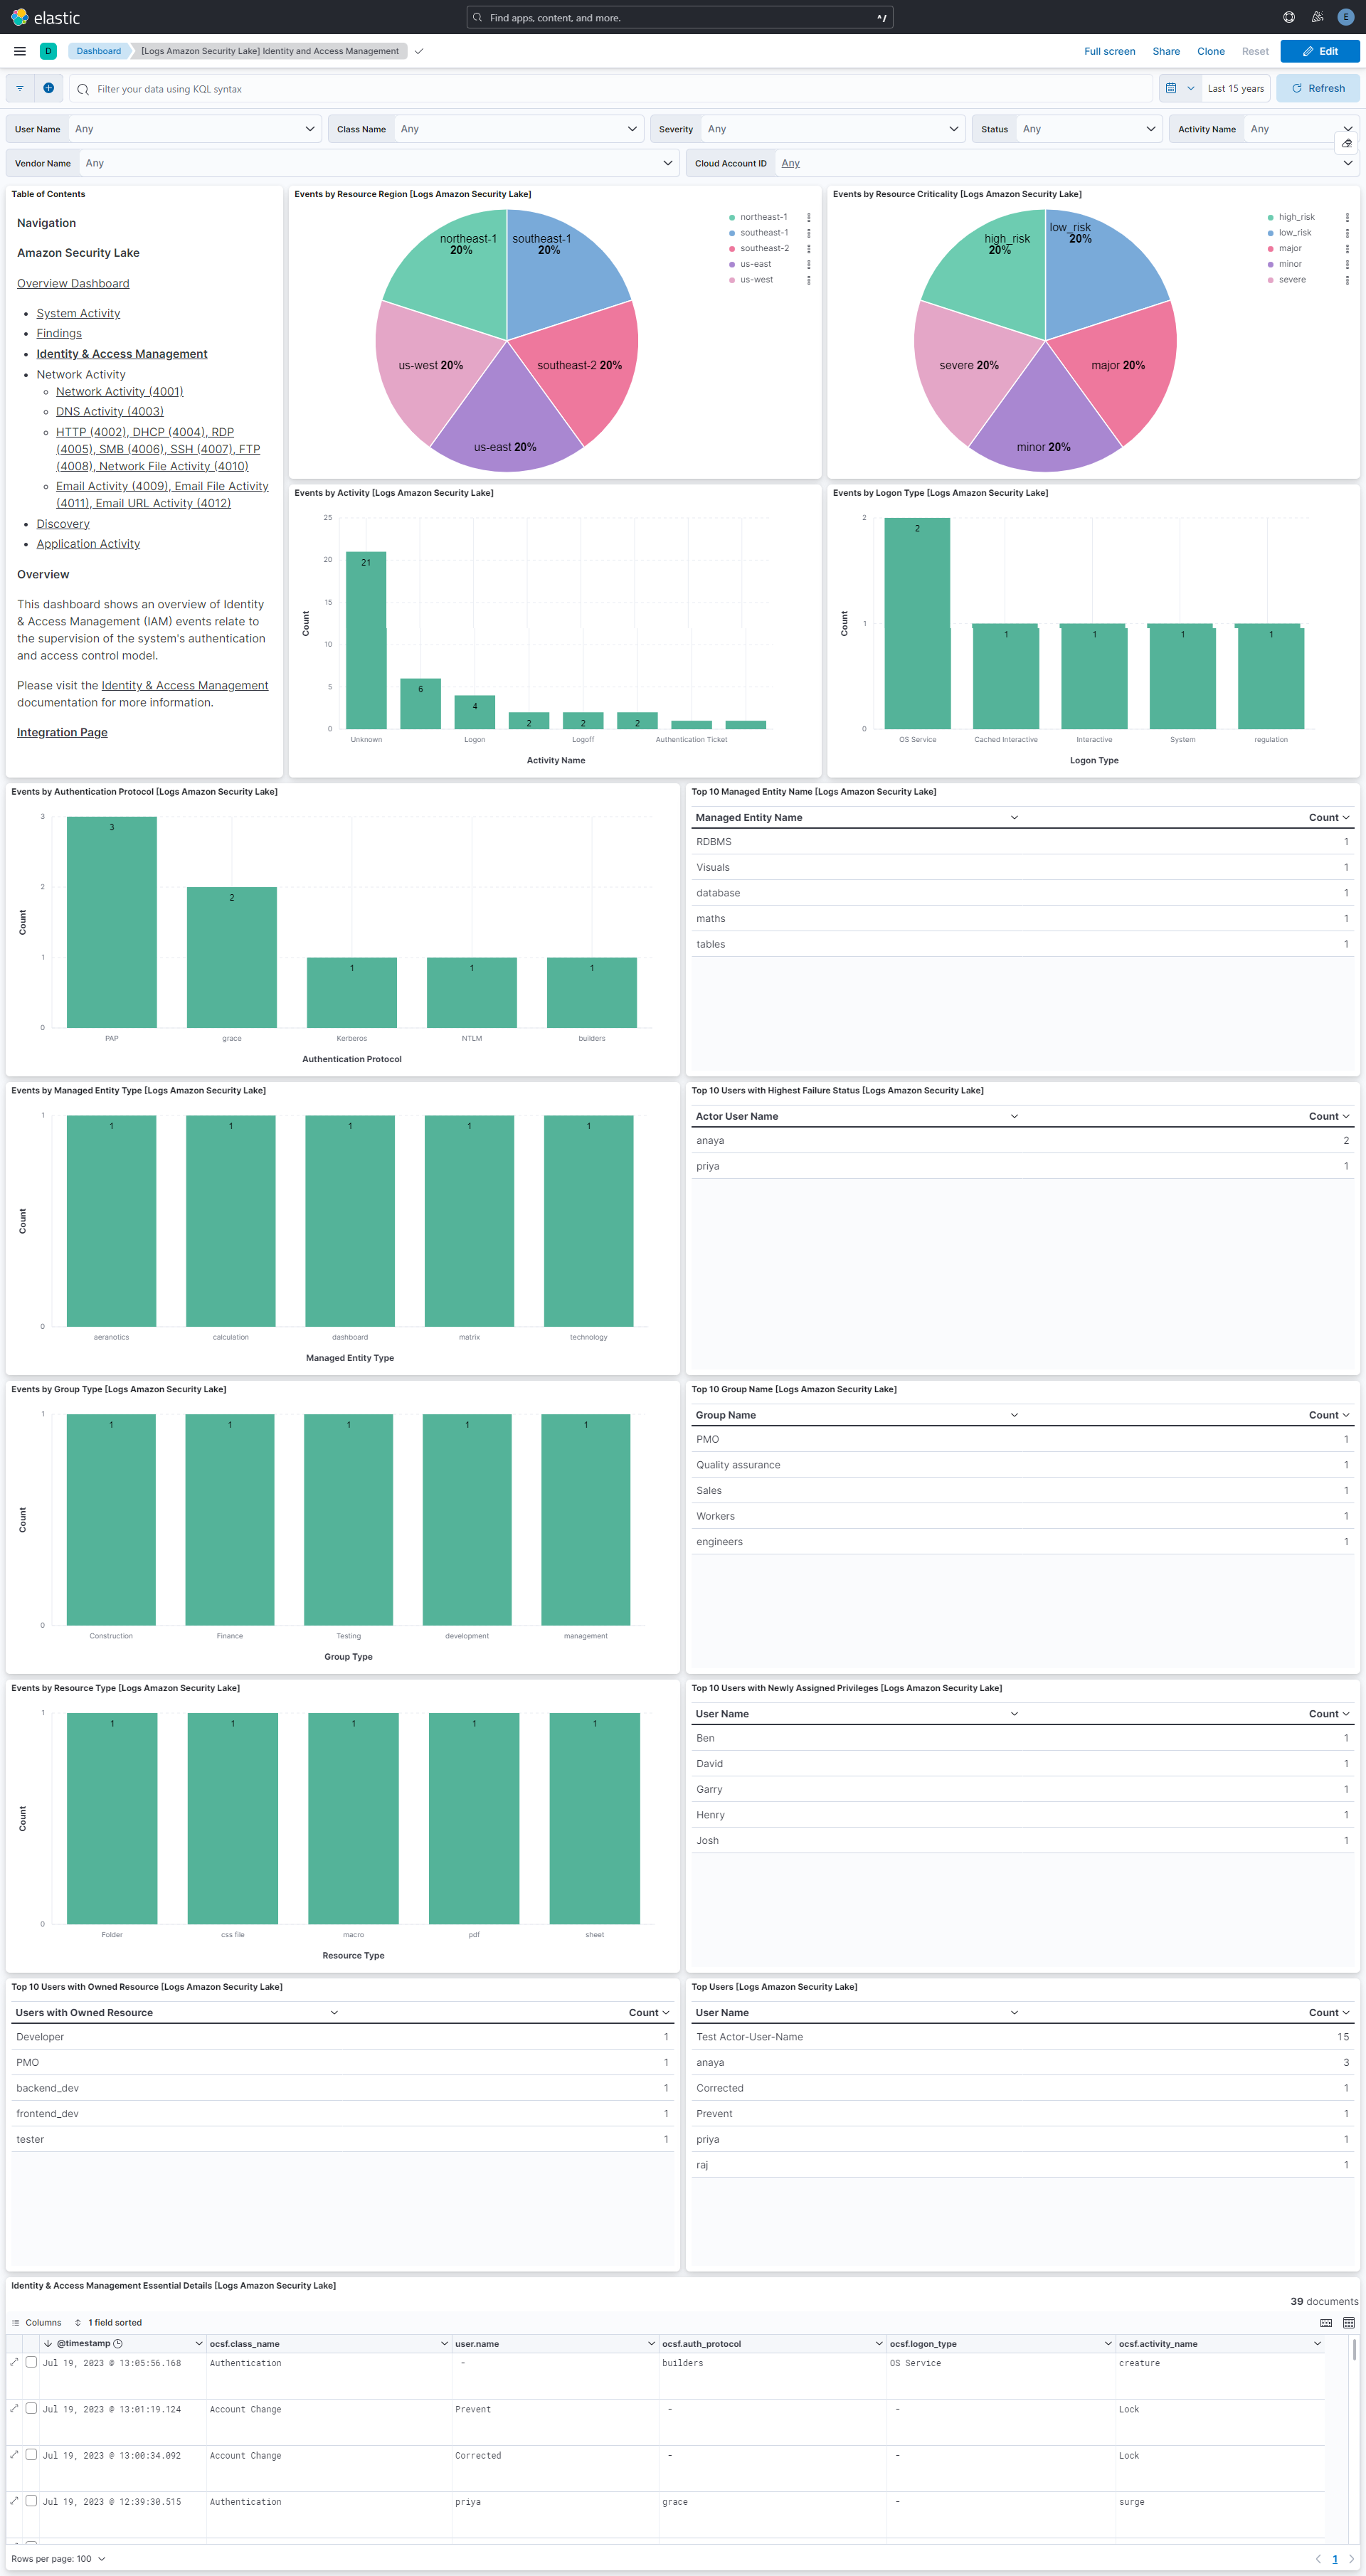 elastic
Find apps, content, and more.
^/
E
D
Dashboard
[Logs Amazon Security Lake] Identity and Access Management
Full screen
Share
Clone
Reset
Edit
Filter your data using KQL syntax
Last 15 years
Refresh
User Name Any
Class Name Any
Severity Any
Status Any
Activity Name Any
Vendor Name Any
Cloud Account ID Any
Table of Contents
Navigation
Amazon Security Lake
Overview Dashboard
System Activity
Findings
Identity & Access Management
Network Activity
Network Activity (4001)
DNS Activity (4003)
HTTP (4002), DHCP (4004), RDP
(4005), SMB (4006), SSH (4007), FTP
(4008), Network File Activity (4010)
Email Activity (4009), Email File Activity
(4011), Email URL Activity (4012)
Discovery
Application Activity
Overview
This dashboard shows an overview of Identity
& Access Management (IAM) events relate to
the supervision of the system's authentication
and access control model.
Please visit the Identity & Access Management
documentation for more information.
Integration Page
Events by Resource Region [Logs Amazon Security Lake]
northeast-1
20%
southeast-1
20%
us-west 20%
southeast-2 20%
us-east 20%
northeast-1
southeast-1
southeast-2
us-east
us-west
Events by Resource Criticality [Logs Amazon Security Lake]
high_risk
20%
low_risk
20%
severe 20%
major 20%
minor 20%
high_risk
low_risk
major
minor
severe
Events by Activity [Logs Amazon Security Lake]
Count
25
20
15
10
5
0
21
6
4
2
2
2
Unknown
Logon
Logoff
Authentication Ticket
Activity Name
Events by Logon Type [Logs Amazon Security Lake]
Count
2
1
0
2
1
1
1
1
OS Service
Cached Interactive
Interactive
System
regulation
Logon Type
Events by Authentication Protocol [Logs Amazon Security Lake]
Count
3
2
1
0
3
2
1
1
1
PAP
grace
Kerberos
NTLM
builders
Authentication Protocol
Top 10 Managed Entity Name [Logs Amazon Security Lake]
Managed Entity Name Count
RDBMS 1
Visuals 1
database 1
maths 1
tables 1
Events by Managed Entity Type [Logs Amazon Security Lake]
Count
1
0
1
1
1
1
1
aeranotics
calculation
dashboard
matrix
technology
Managed Entity Type
Top 10 Users with Highest Failure Status [Logs Amazon Security Lake]
Actor User Name Count
anaya 2
priya 1
Events by Group Type [Logs Amazon Security Lake]
Count
1
0
1
1
1
1
1
Construction
Finance
Testing
development
management
Group Type
Top 10 Group Name [Logs Amazon Security Lake]
Group Name Count
PMO 1
Quality assurance 1
Sales 1
Workers 1
engineers 1
Events by Resource Type [Logs Amazon Security Lake]
Count
1
0
1
1
1
1
1
Folder
css file
macro
pdf
sheet
Resource Type
Top 10 Users with Newly Assigned Privileges [Logs Amazon Security Lake]
User Name Count
Ben 1
David 1
Garry 1
Henry 1
Josh 1
Top 10 Users with Owned Resource [Logs Amazon Security Lake]
Users with Owned Resource Count
Developer 1
PMO 1
backend_dev 1
frontend_dev 1
tester 1
Top Users [Logs Amazon Security Lake]
User Name Count
Test Actor-User-Name 15
anaya 3
Corrected 1
Prevent 1
priya 1
raj 1
Identity & Access Management Essential Details [Logs Amazon Security Lake]
39 documents
Columns 1 field sorted
@timestamp ocsf.class_name user.name ocsf.auth_protocol ocsf.logon_type ocsf.activity_name
Jul 19, 2023 @ 13:05:56.168 Authentication - builders OS Service creature
Jul 19, 2023 @ 13:01:19.124 Account Change Prevent - - Lock
Jul 19, 2023 @ 13:00:34.092 Account Change Corrected - - Lock
Jul 19, 2023 @ 12:39:30.515 Authentication priya grace - surge
Rows per page: 100
1